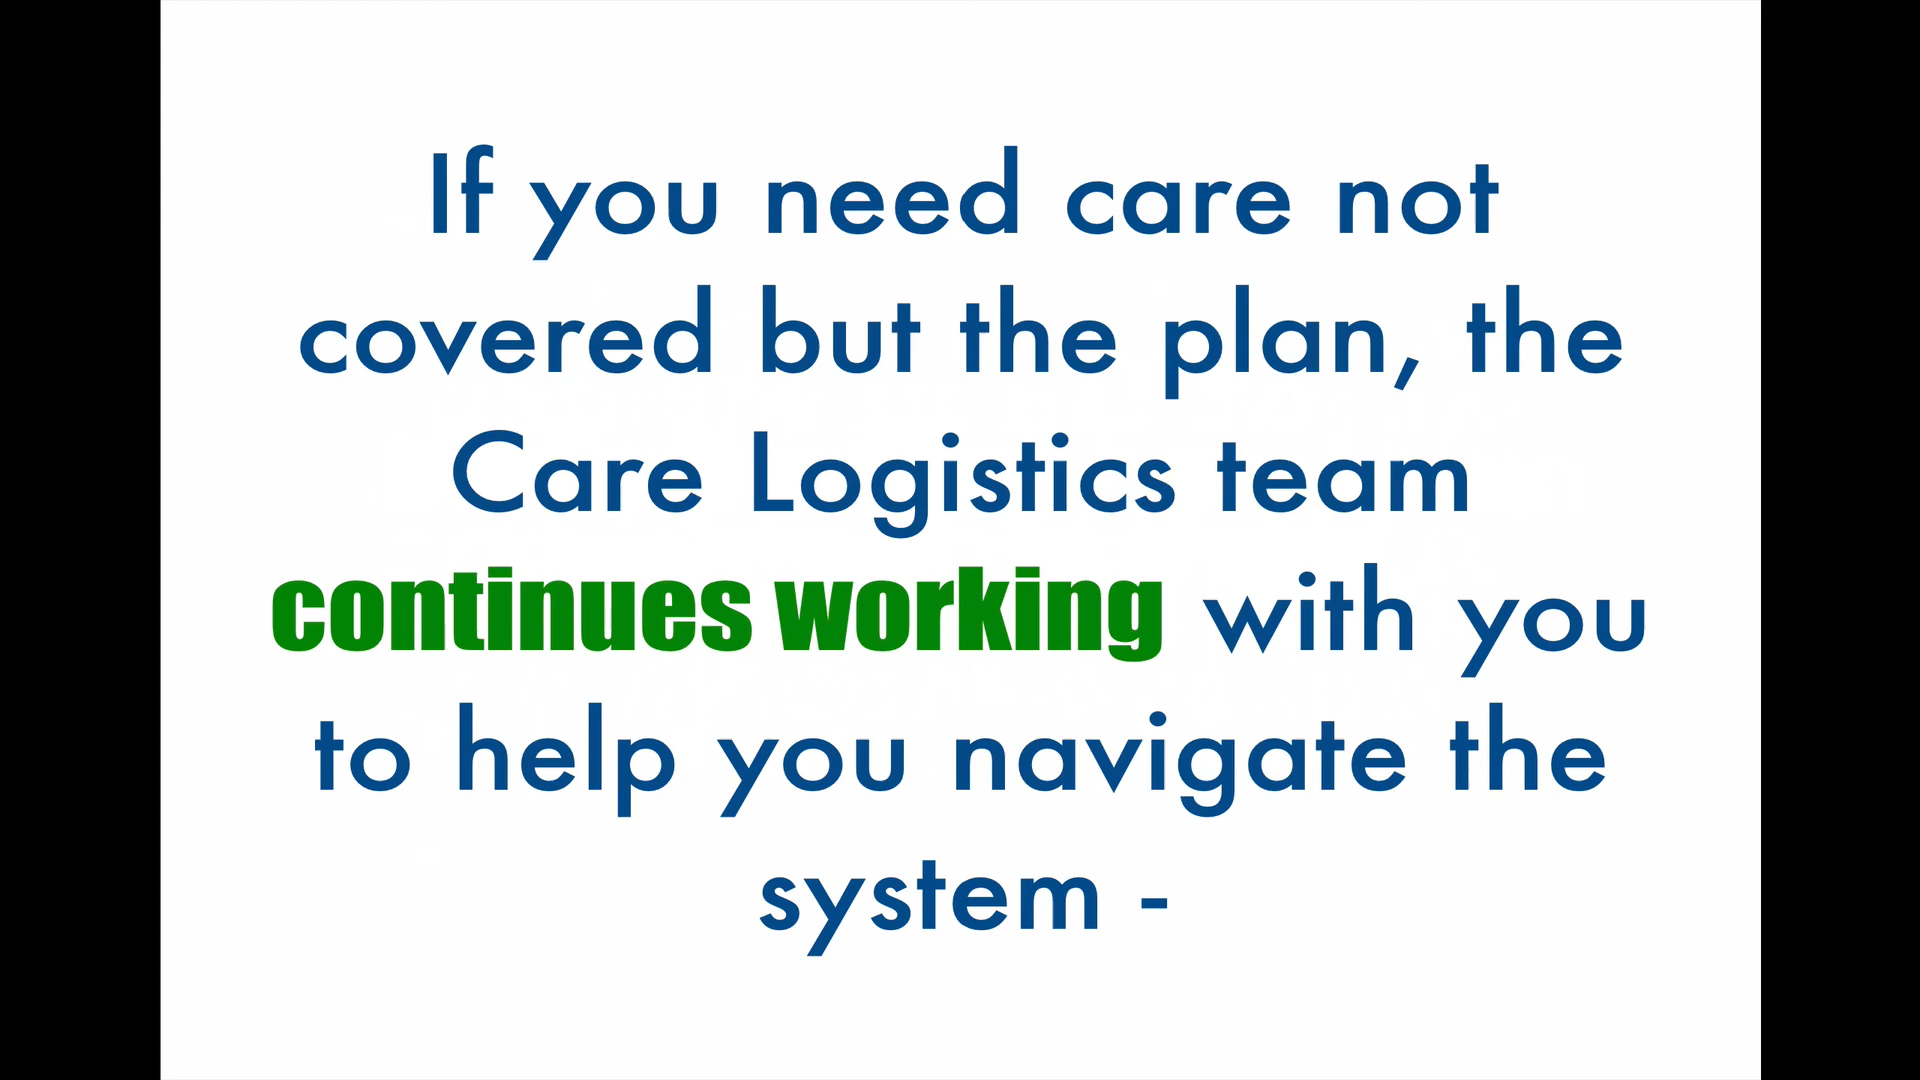 If you need care not
covered but the plan, the
Care Logistics team
continues working with you
to help you navigate the
system -